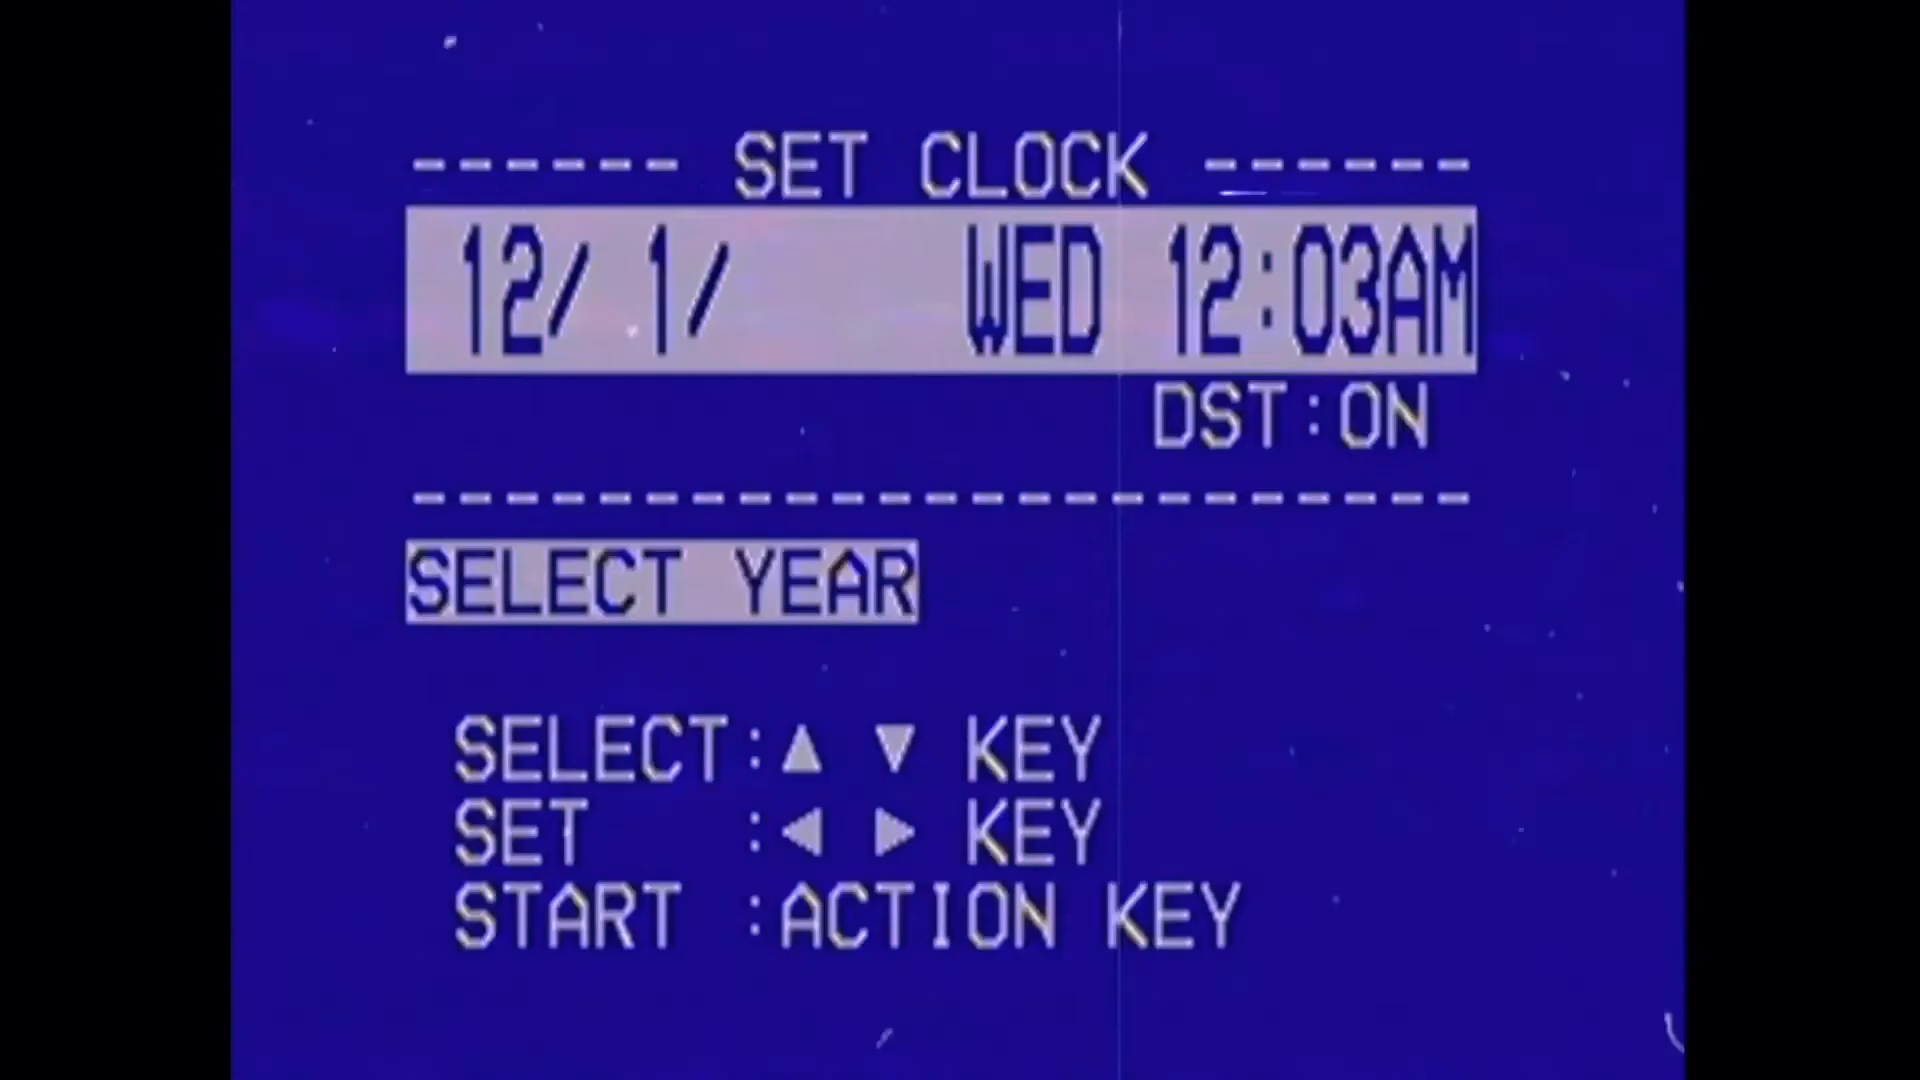 ------ SET CLOCK ------
12/ 1/ WED 12:03AM
DST:ON
-----------------------
SELECT YEAR
SELECT:▲ ▼ KEY
SET :◀ ▶ KEY
START :ACTION KEY